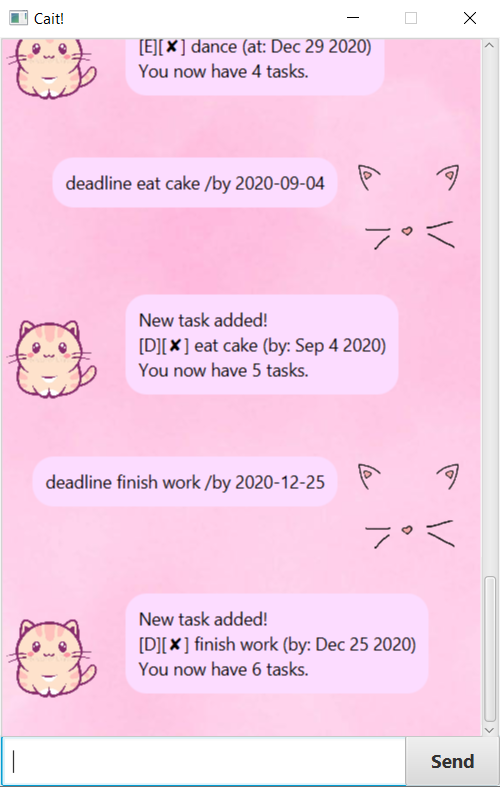 Cait!
[E][✘] dance (at: Dec 29 2020)
You now have 4 tasks.
deadline eat cake /by 2020-09-04
New task added!
[D][✘] eat cake (by: Sep 4 2020)
You now have 5 tasks.
deadline finish work /by 2020-12-25
New task added!
[D][✘] finish work (by: Dec 25 2020)
You now have 6 tasks.
Send